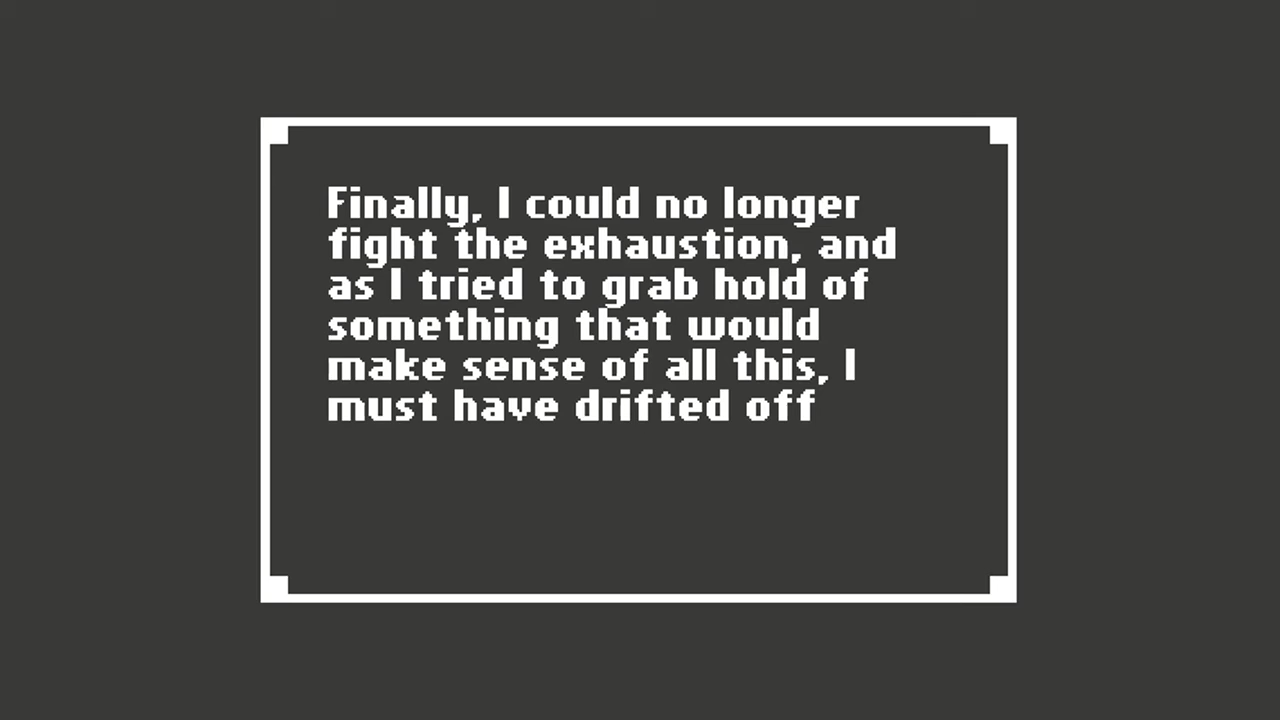 Finally, I could no longer
fight the exhaustion, and
as I tried to grab hold of
something that would
make sense of all this, I
must have drifted off